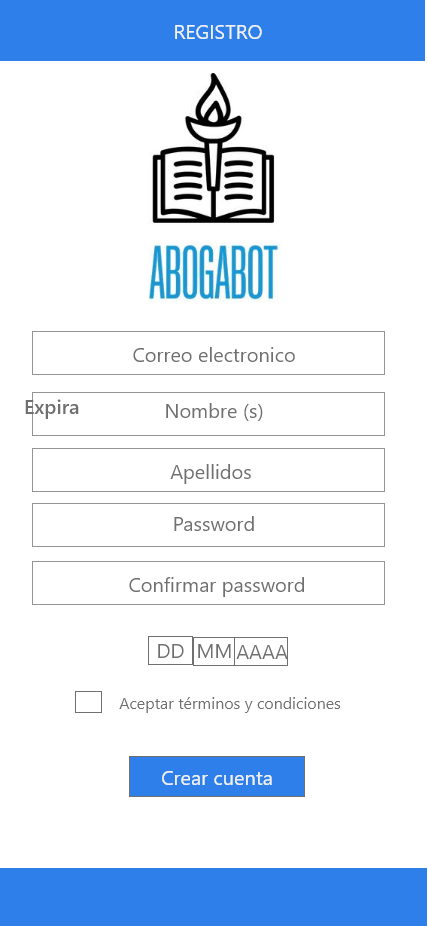 REGISTRO
ABOGABOT
Correo electronico
Expira
Nombre (s)
Apellidos
Password
Confirmar password
DD MM AAAA
Aceptar términos y condiciones
Crear cuenta